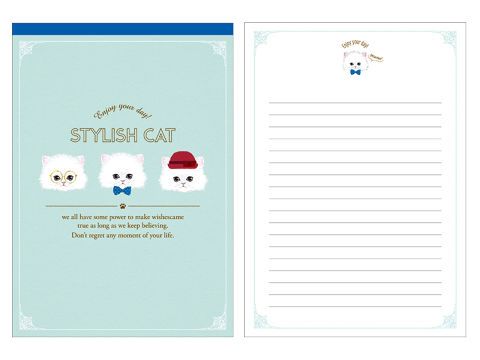 Enjoy your day!
STYLISH CAT
we all have some power to make wishescame
true as long as we keep believing.
Don't regret any moment of your life.
Enjoy your day!